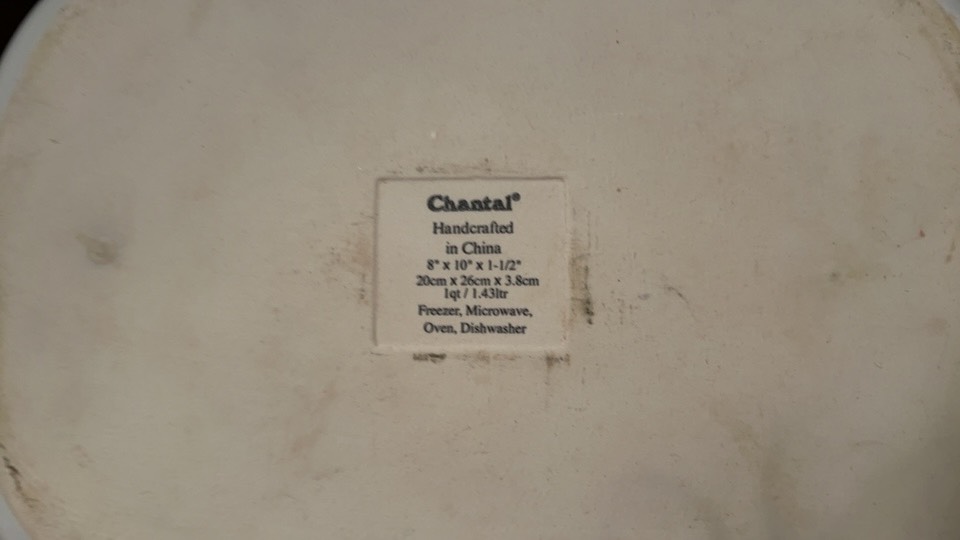 Chantal®
Handcrafted
in China
8" x 10" x 1-1/2"
20cm x 26cm x 3.8cm
1qt / 1.43ltr
Freezer, Microwave,
Oven, Dishwasher